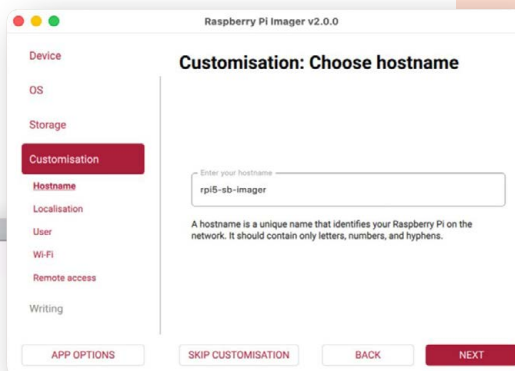 Raspberry Pi Imager v2.0.0
Device
OS
Storage
Customisation
Hostname
Localisation
User
Wi-Fi
Remote access
Writing
Customisation: Choose hostname
Enter your hostname
rpi5-sb-imager
A hostname is a unique name that identifies your Raspberry Pi on the
network. It should contain only letters, numbers, and hyphens.
APP OPTIONS
SKIP CUSTOMISATION
BACK
NEXT